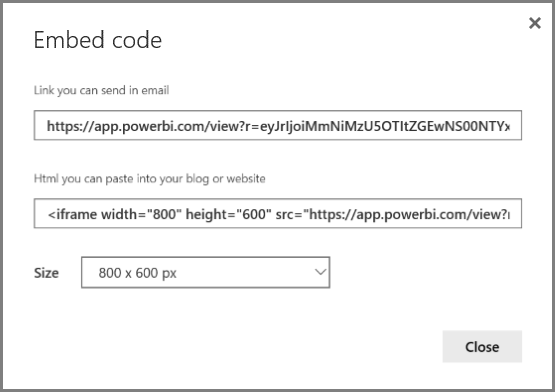 Embed code
Link you can send in email
https://app.powerbi.com/view?r=eyJrIjoiMmNiMzU5OTItZGEwNS00NTYx
Html you can paste into your blog or website
<iframe width="800" height="600" src="https://app.powerbi.com/view?r
Size 800 x 600 px
Close